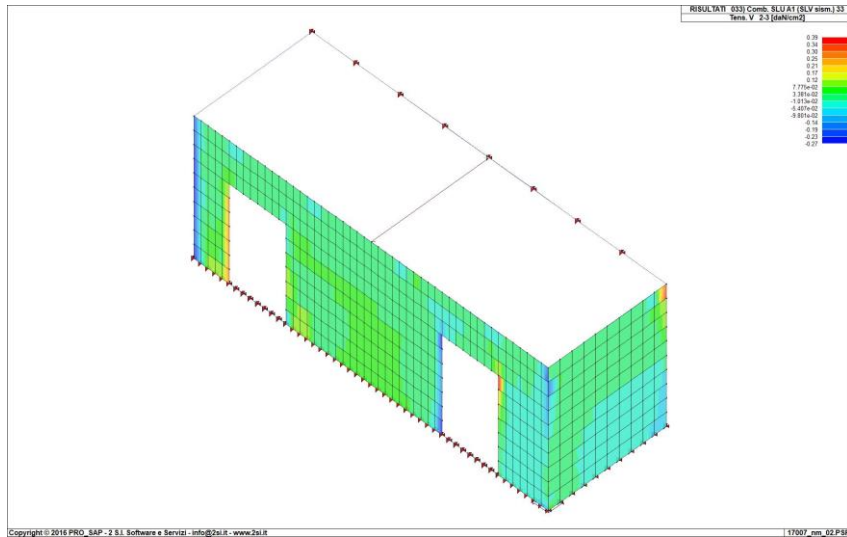 RISULTATI 033) Comb. SLU A1 (SLV sism.) 33
Tens. V 2-3 [daN/cm2]
0.39
0.34
0.30
0.25
0.21
0.17
0.12
7.775e-02
3.381e-02
-1.013e-02
-5.407e-02
-9.801e-02
-0.14
-0.19
-0.23
-0.27
Copyright © 2016 PRO_SAP - 2 S.I. Software e Servizi - info@2si.it - www.2si.it
17007_nm_02.PSP